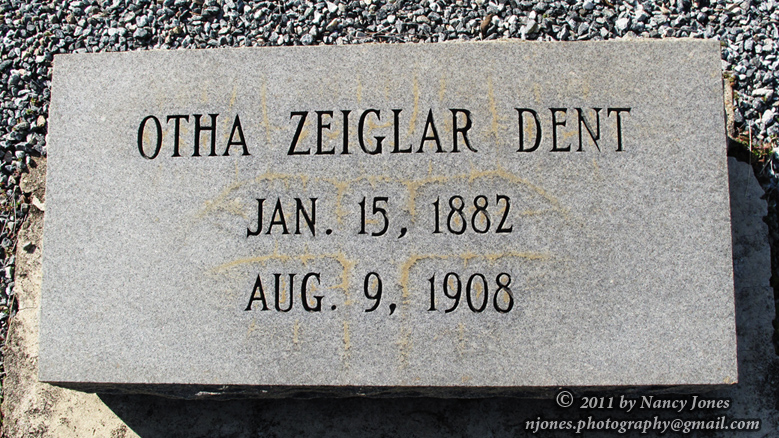 OTHA ZEIGLAR DENT
JAN. 15, 1882
AUG. 9, 1908
© 2011 by Nancy Jones
njones.photography@gmail.com